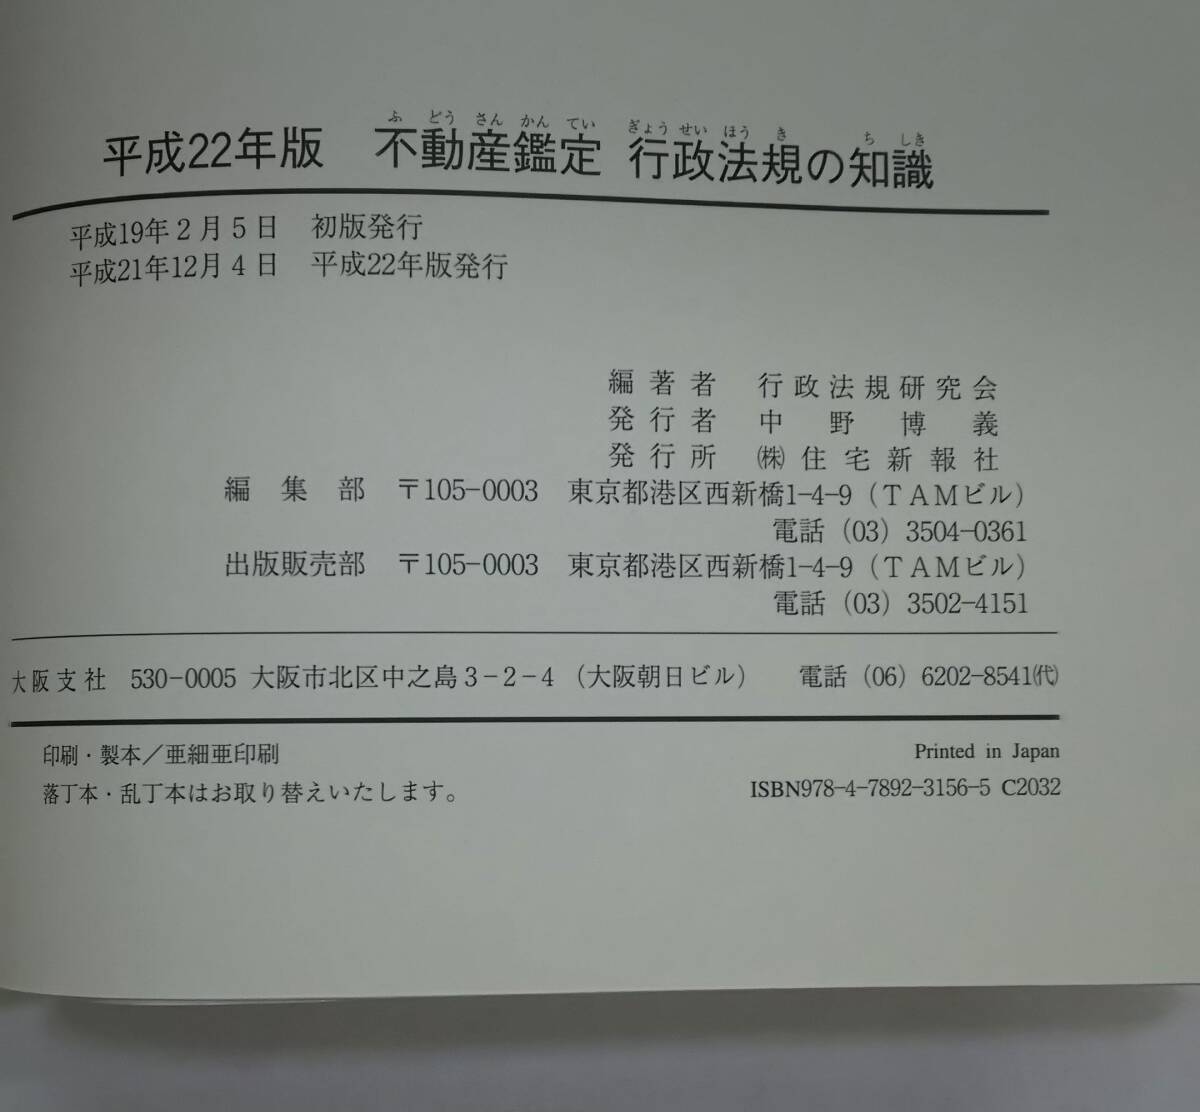 ふ どう さん かん てい ぎょう せい ほう き ち しき
平成22年版 不動産鑑定 行政法規の知識
平成19年2月5日 初版発行
平成21年12月4日 平成22年版発行
編著者 行政法規研究会
発行者 中野博義
発行所 ㈱住宅新報社
編集部 〒105-0003 東京都港区西新橋1-4-9（TAMビル）
電話（03）3504-0361
出版販売部 〒105-0003 東京都港区西新橋1-4-9（TAMビル）
電話（03）3502-4151
大阪支社 530-0005 大阪市北区中之島3-2-4（大阪朝日ビル） 電話（06）6202-8541㈹
印刷・製本／亜細亜印刷 Printed in Japan
落丁本・乱丁本はお取り替えいたします。 ISBN978-4-7892-3156-5 C2032